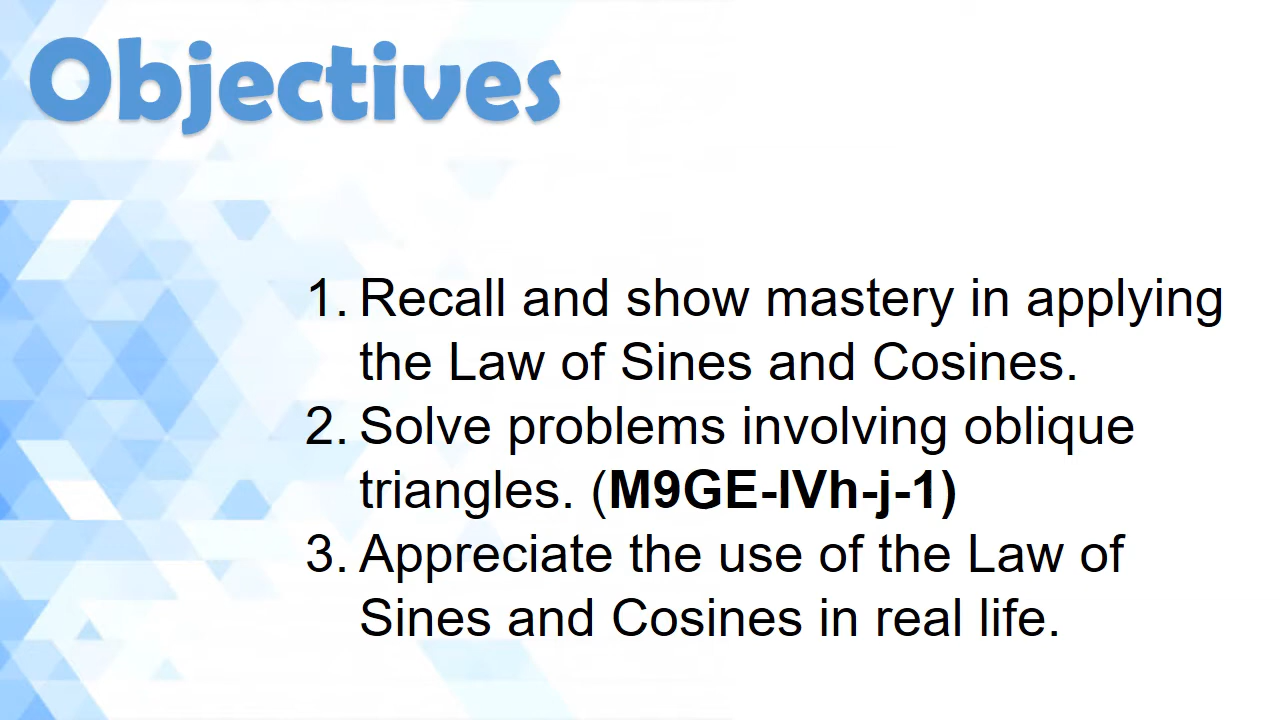 Objectives
1. Recall and show mastery in applying
the Law of Sines and Cosines.
2. Solve problems involving oblique
triangles. (M9GE-IVh-j-1)
3. Appreciate the use of the Law of
Sines and Cosines in real life.